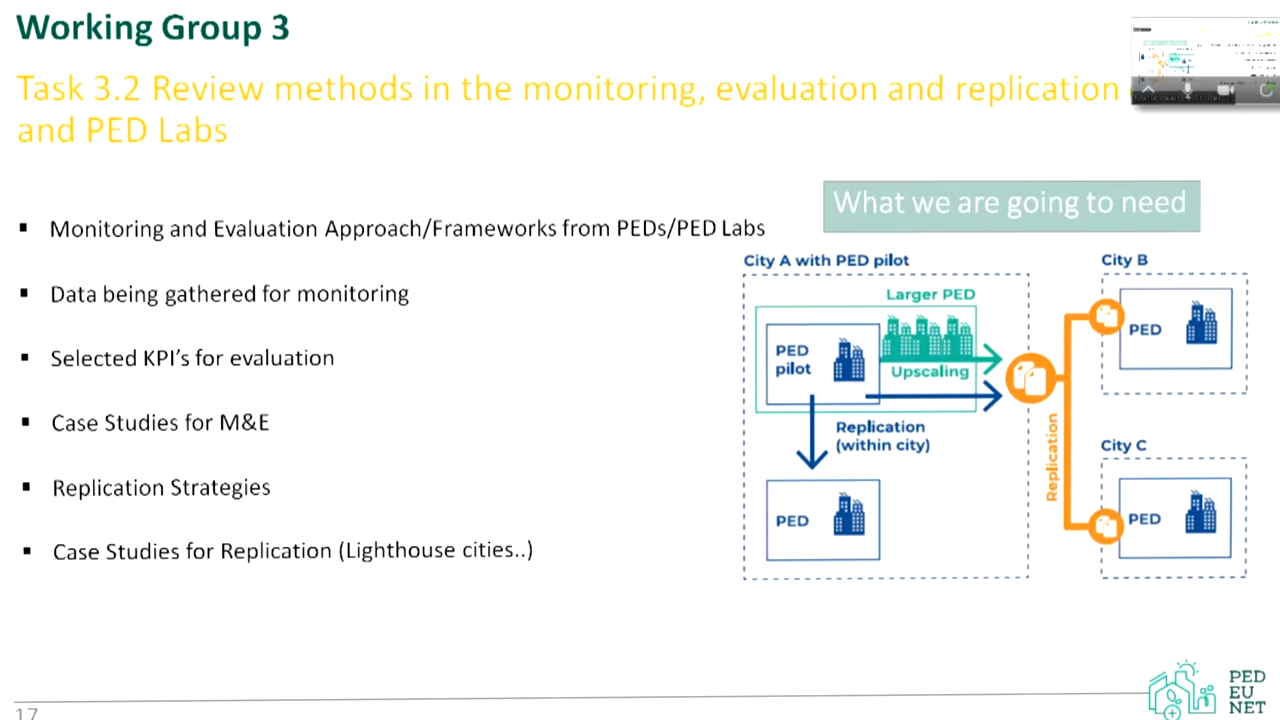 Working Group 3
Task 3.2 Review methods in the monitoring, evaluation and replication
and PED Labs
What we are going to need
▪ Monitoring and Evaluation Approach/Frameworks from PEDs/PED Labs
▪ Data being gathered for monitoring
▪ Selected KPI's for evaluation
▪ Case Studies for M&E
▪ Replication Strategies
▪ Case Studies for Replication (Lighthouse cities..)
City A with PED pilot
Larger PED
PED
pilot
Upscaling
Replication
(within city)
PED
Replication
City B
PED
City C
PED
17
PED
EU
NET